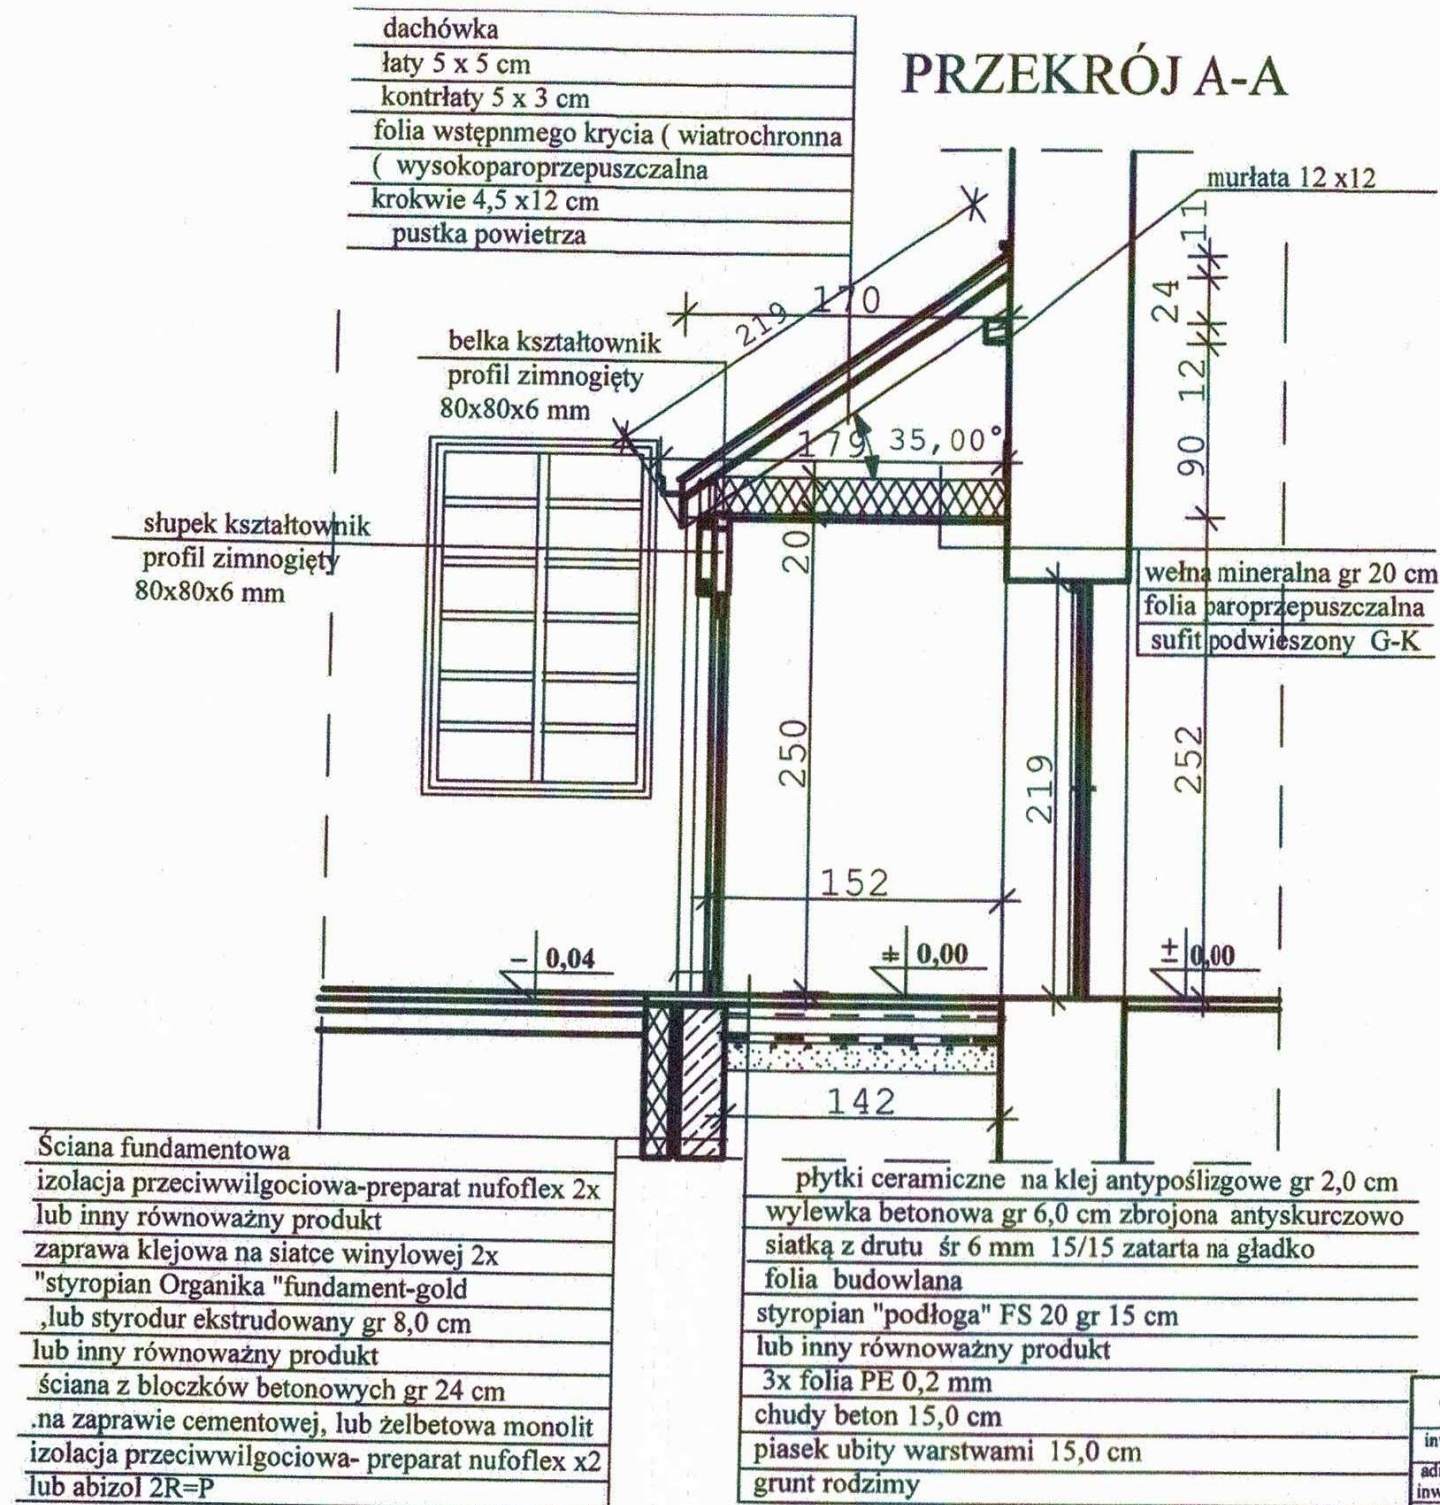 dachówka
łaty 5 x 5 cm
kontrłaty 5 x 3 cm
folia wstępnmego krycia ( wiatrochronna
( wysokoparoprzepuszczalna
krokwie 4,5 x12 cm
pustka powietrza
PRZEKRÓJ A-A
murłata 12 x12
11
24
12
90
252
170
219
belka kształtownik
profil zimnogięty
80x80x6 mm
179
35,00°
słupek kształtownik
profil zimnogięty
80x80x6 mm
20
250
wełna mineralna gr 20 cm
folia paroprzepuszczalna
sufit podwieszony G-K
219
152
- 0,04
± 0,00
± 0,00
142
Ściana fundamentowa
izolacja przeciwwilgociowa-preparat nufoflex 2x
lub inny równoważny produkt
zaprawa klejowa na siatce winylowej 2x
"styropian Organika "fundament-gold
,lub styrodur ekstrudowany gr 8,0 cm
lub inny równoważny produkt
ściana z bloczków betonowych gr 24 cm
.na zaprawie cementowej, lub żelbetowa monolit
izolacja przeciwwilgociowa- preparat nufoflex x2
lub abizol 2R=P
płytki ceramiczne na klej antypoślizgowe gr 2,0 cm
wylewka betonowa gr 6,0 cm zbrojona antyskurczowo
siatką z drutu śr 6 mm 15/15 zatarta na gładko
folia budowlana
styropian "podłoga" FS 20 gr 15 cm
lub inny równoważny produkt
3x folia PE 0,2 mm
chudy beton 15,0 cm
piasek ubity warstwami 15,0 cm
grunt rodzimy